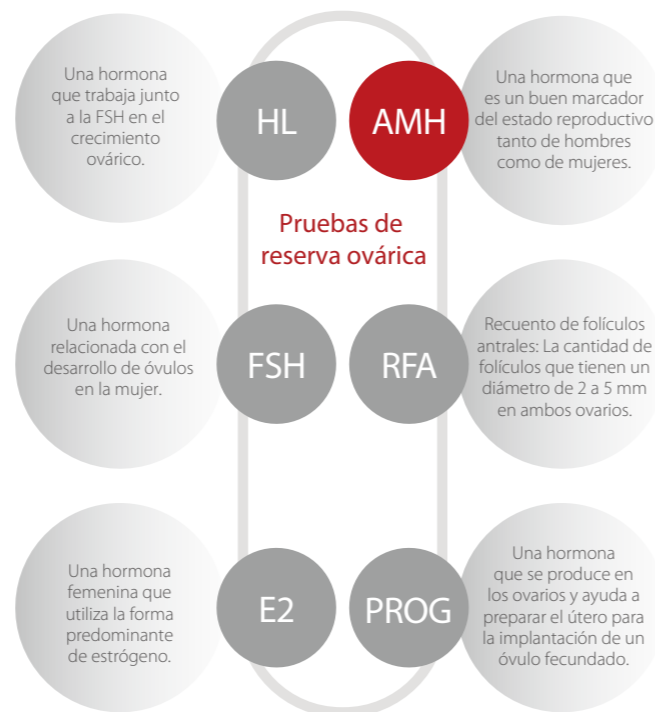 Una hormona
que trabaja junto
a la FSH en el
crecimiento
ovárico.
HL
AMH
Una hormona que
es un buen marcador
del estado reproductivo
tanto de hombres
como de mujeres.
Pruebas de
reserva ovárica
Una hormona
relacionada con el
desarrollo de óvulos
en la mujer.
FSH
RFA
Recuento de folículos
antrales: La cantidad de
folículos que tienen un
diámetro de 2 a 5 mm
en ambos ovarios.
Una hormona
femenina que
utiliza la forma
predominante
de estrógeno.
E2
PROG
Una hormona
que se produce en
los ovarios y ayuda a
preparar el útero para
la implantación de un
óvulo fecundado.